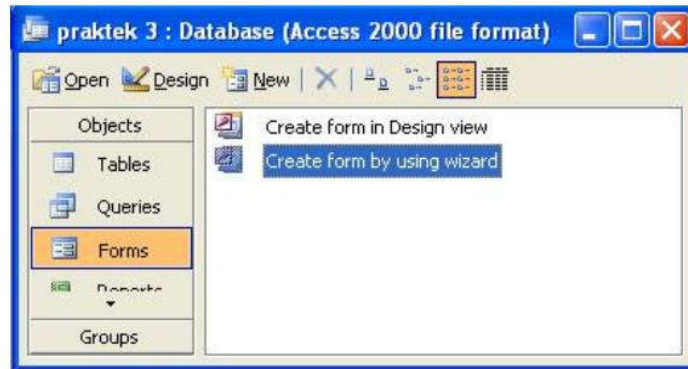 praktek 3 : Database (Access 2000 file format)
Open Design New
Objects
Create form in Design view
Tables
Create form by using wizard
Queries
Forms
Reports
Groups